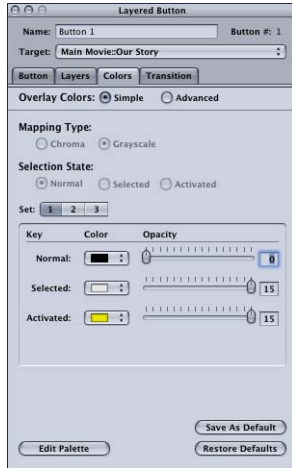 Layered Button
Name: Button 1 Button #: 1
Target: Main Movie::Our Story
Button Layers Colors Transition
Overlay Colors: Simple Advanced
Mapping Type:
Chroma Grayscale
Selection State:
Normal Selected Activated
Set: 1 2 3
Key Color Opacity
Normal: 0
Selected: 15
Activated: 15
Save As Default
Edit Palette Restore Defaults